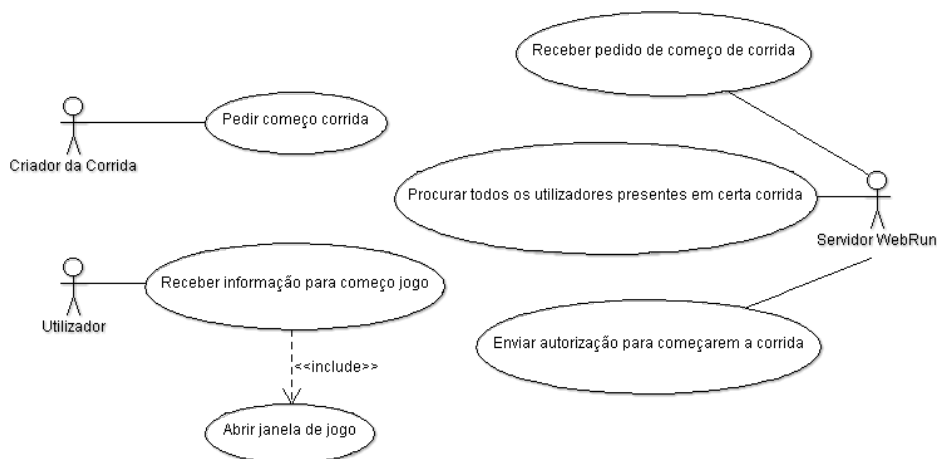 Receber pedido de começo de corrida
Pedir começo corrida
Criador da Corrida
Procurar todos os utilizadores presentes em certa corrida
Servidor WebRun
Receber informação para começo jogo
Utilizador
Enviar autorização para começarem a corrida
<<include>>
Abrir janela de jogo